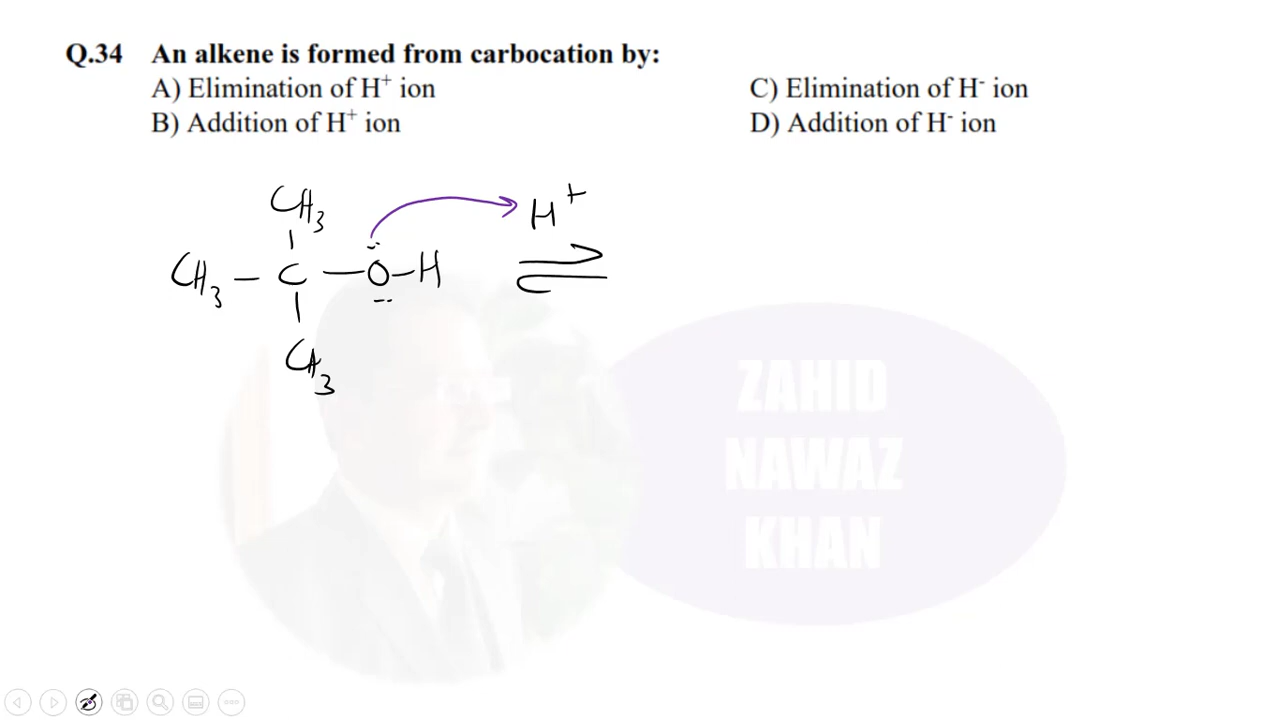 Q.34 An alkene is formed from carbocation by:
A) Elimination of H⁺ ion
C) Elimination of H⁻ ion
B) Addition of H⁺ ion
D) Addition of H⁻ ion
CH₃
H⁺
CH₃ – C — O – H
CH₃
ZAHID
NAWAZ
KHAN